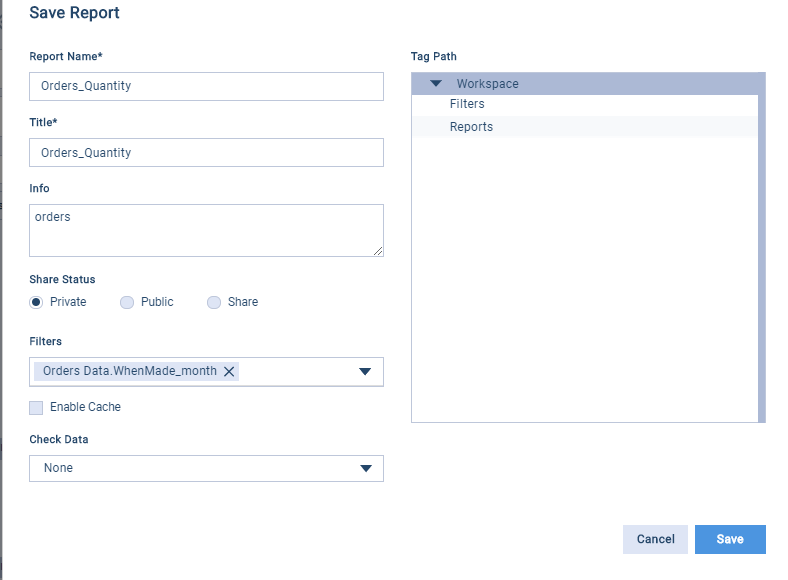 Save Report
Report Name*
Orders_Quantity
Title*
Orders_Quantity
Info
orders
Share Status
Private
Public
Share
Filters
Orders Data.WhenMade_month
Enable Cache
Check Data
None
Tag Path
Workspace
Filters
Reports
Cancel
Save